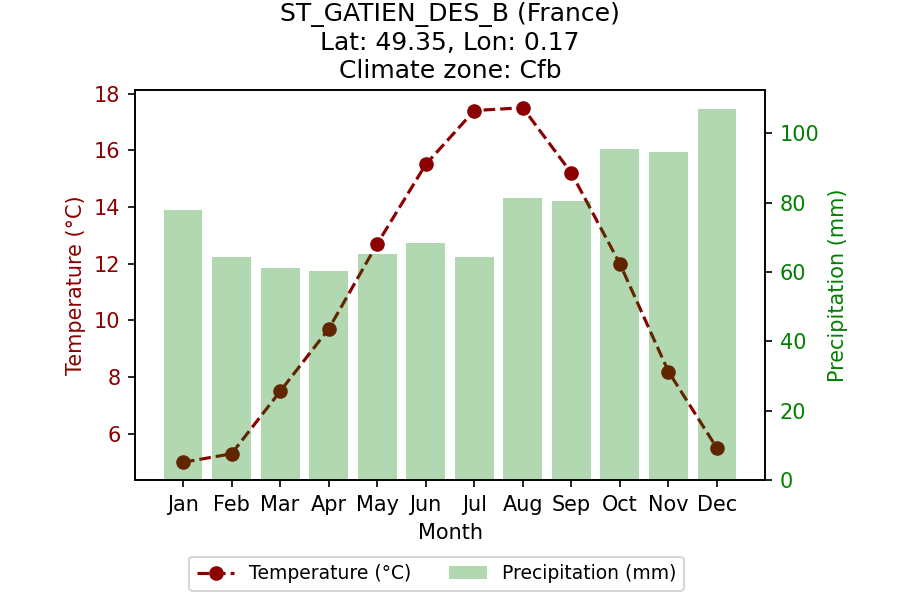 ST_GATIEN_DES_B (France)
Lat: 49.35, Lon: 0.17
Climate zone: Cfb
Temperature (°C)
18
16
14
12
10
8
6
Precipitation (mm)
100
80
60
40
20
0
Jan Feb Mar Apr May Jun Jul Aug Sep Oct Nov Dec
Month
Temperature (°C) Precipitation (mm)